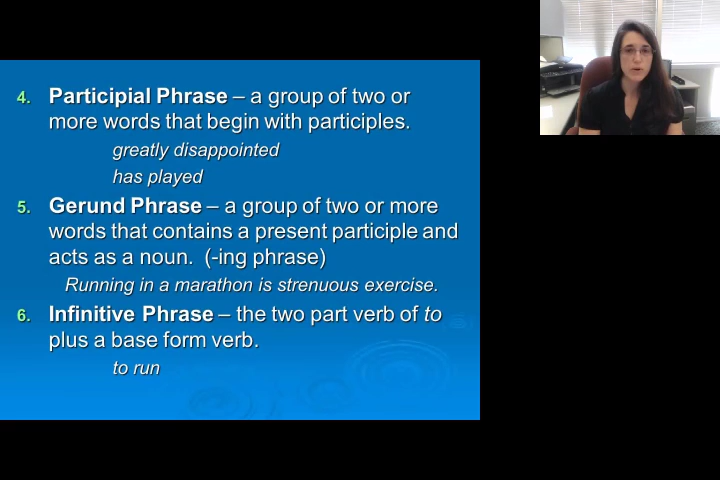 4. Participial Phrase – a group of two or
more words that begin with participles.
greatly disappointed
has played
5. Gerund Phrase – a group of two or more
words that contains a present participle and
acts as a noun. (-ing phrase)
Running in a marathon is strenuous exercise.
6. Infinitive Phrase – the two part verb of to
plus a base form verb.
to run